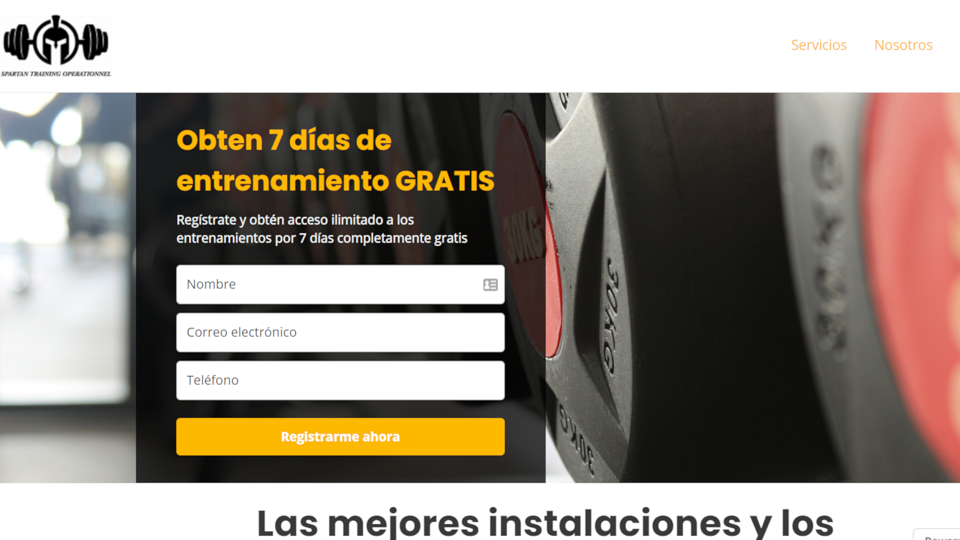 SPARTAN TRAINING OPERATIONNEL
Servicios
Nosotros
Obten 7 días de
entrenamiento GRATIS
Regístrate y obtén acceso ilimitado a los
entrenamientos por 7 días completamente gratis
Nombre
Correo electrónico
Teléfono
Registrarme ahora
30KG
30KG
30KG
Las mejores instalaciones y los